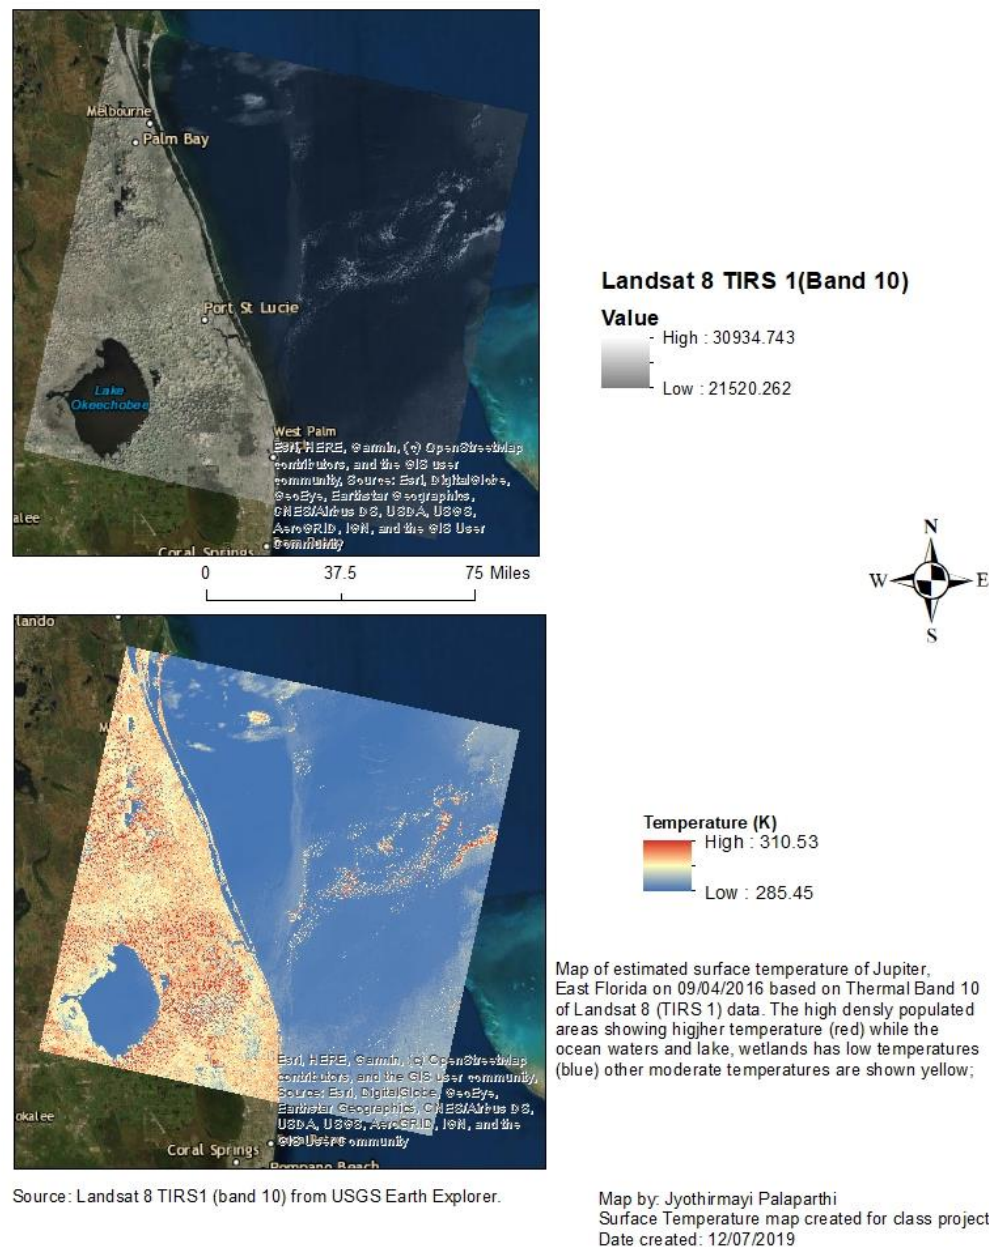 Melbourne
Palm Bay
Port St Lucie
Lake
Okeechobee
West Palm
Esri, HERE, Garmin, (c) OpenStreetMap
contributors, and the GIS user
community, Source: Esri, DigitalGlobe,
GeoEye, Earthstar Geographics,
CNES/Airbus DS, USDA, USGS,
AeroGRID, IGN, and the GIS User
Community
alee
Coral Springs
Landsat 8 TIRS 1(Band 10)
Value
High : 30934.743
Low : 21520.262
0 37.5 75 Miles
N
W E
S
lando
M
Temperature (K)
High : 310.53
Low : 285.45
Map of estimated surface temperature of Jupiter,
East Florida on 09/04/2016 based on Thermal Band 10
of Landsat 8 (TIRS 1) data. The high densly populated
areas showing higjher temperature (red) while the
ocean waters and lake, wetlands has low temperatures
(blue) other moderate temperatures are shown yellow;
Esri, HERE, Garmin, (c) OpenStreetMap
contributors, and the GIS user community,
Source: Esri, DigitalGlobe, GeoEye,
Earthstar Geographics, CNES/Airbus DS,
USDA, USGS, AeroGRID, IGN, and the
GIS User Community
okalee
Coral Springs
Pompano Beach
Source: Landsat 8 TIRS1 (band 10) from USGS Earth Explorer.
Map by: Jyothirmayi Palaparthi
Surface Temperature map created for class project
Date created: 12/07/2019